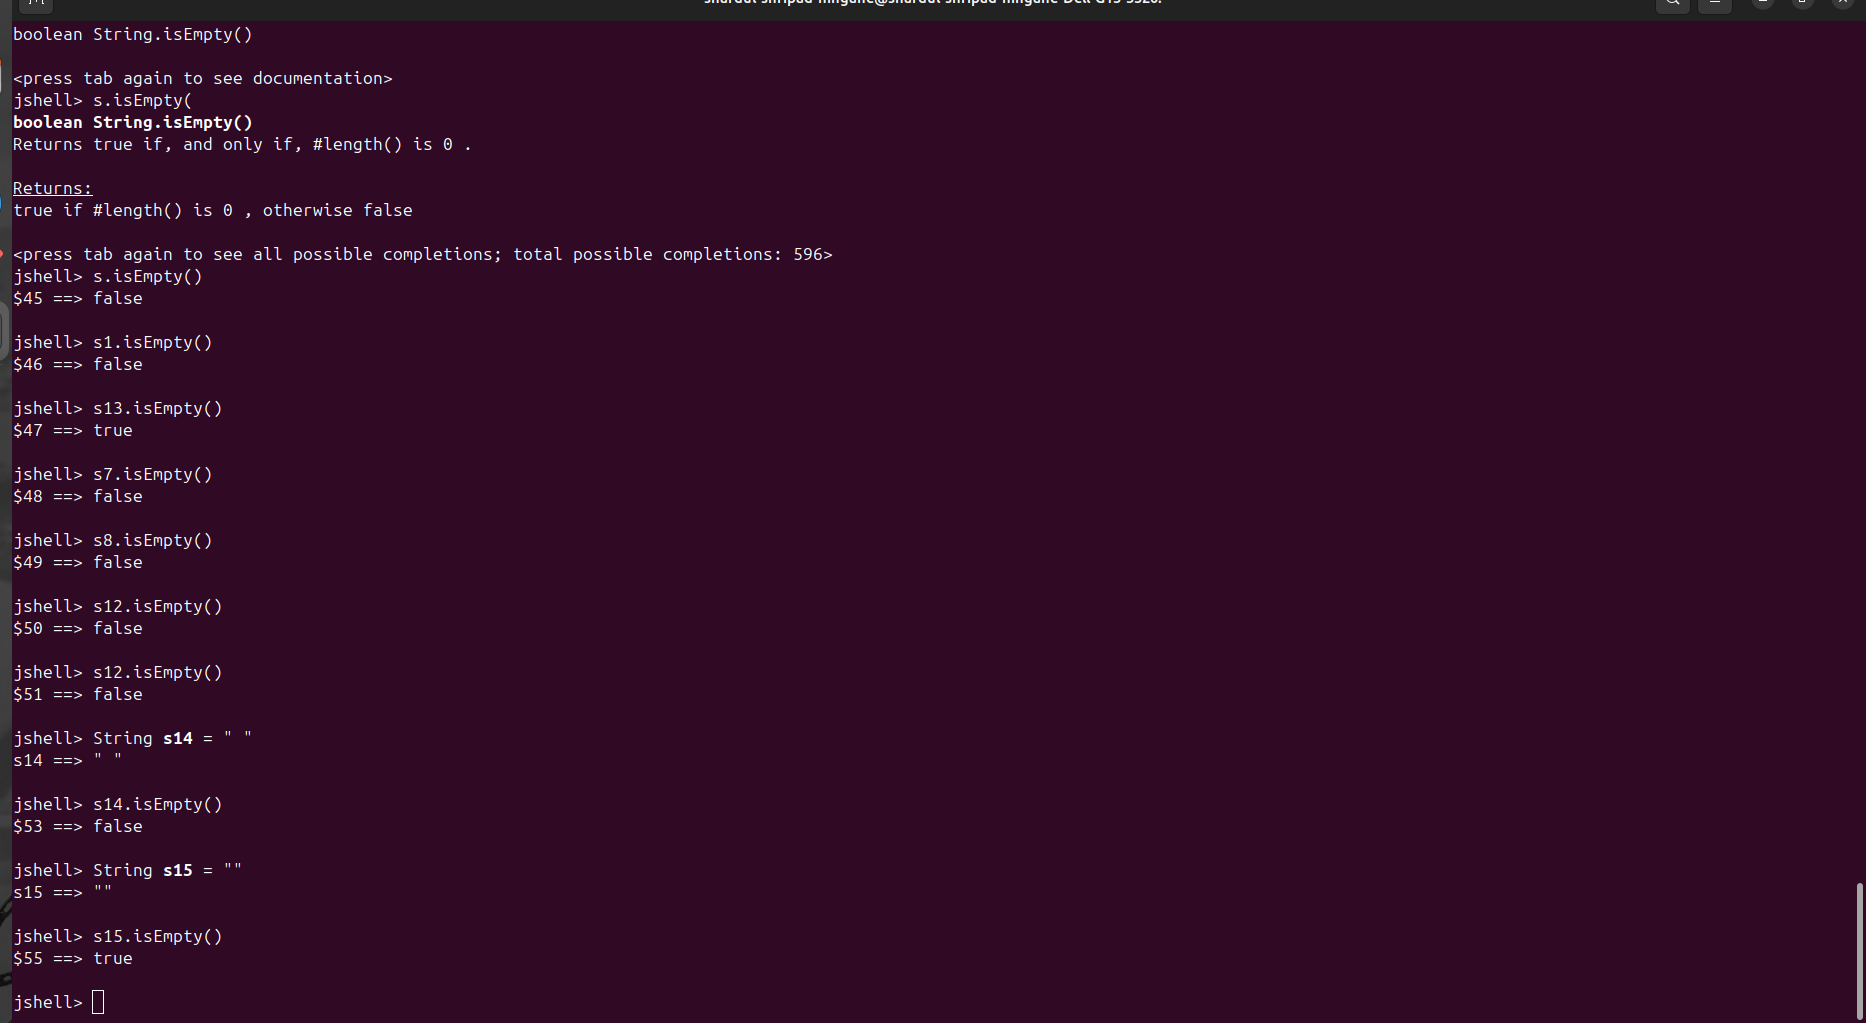 boolean String.isEmpty()
<press tab again to see documentation>
jshell> s.isEmpty(
boolean String.isEmpty()
Returns true if, and only if, #length() is 0 .
Returns:
true if #length() is 0 , otherwise false
<press tab again to see all possible completions; total possible completions: 596>
jshell> s.isEmpty()
$45 ==> false
jshell> s1.isEmpty()
$46 ==> false
jshell> s13.isEmpty()
$47 ==> true
jshell> s7.isEmpty()
$48 ==> false
jshell> s8.isEmpty()
$49 ==> false
jshell> s12.isEmpty()
$50 ==> false
jshell> s12.isEmpty()
$51 ==> false
jshell> String s14 = " "
s14 ==> " "
jshell> s14.isEmpty()
$53 ==> false
jshell> String s15 = ""
s15 ==> ""
jshell> s15.isEmpty()
$55 ==> true
jshell>